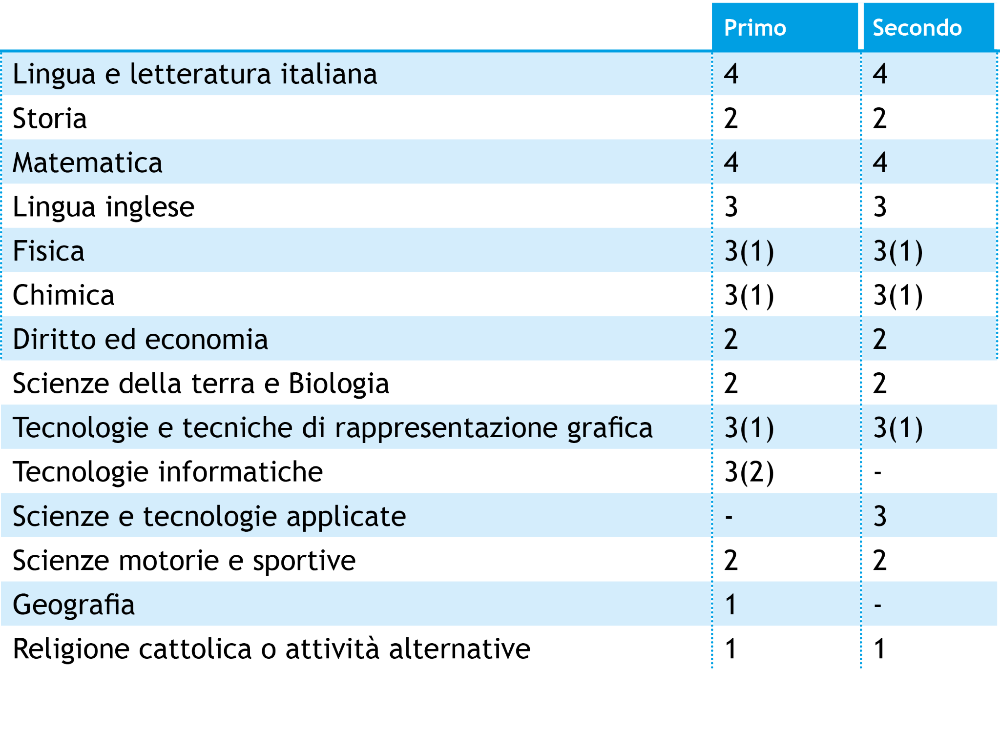 Primo Secondo
Lingua e letteratura italiana 4 4
Storia 2 2
Matematica 4 4
Lingua inglese 3 3
Fisica 3(1) 3(1)
Chimica 3(1) 3(1)
Diritto ed economia 2 2
Scienze della terra e Biologia 2 2
Tecnologie e tecniche di rappresentazione grafica 3(1) 3(1)
Tecnologie informatiche 3(2) -
Scienze e tecnologie applicate - 3
Scienze motorie e sportive 2 2
Geografia 1 -
Religione cattolica o attività alternative 1 1